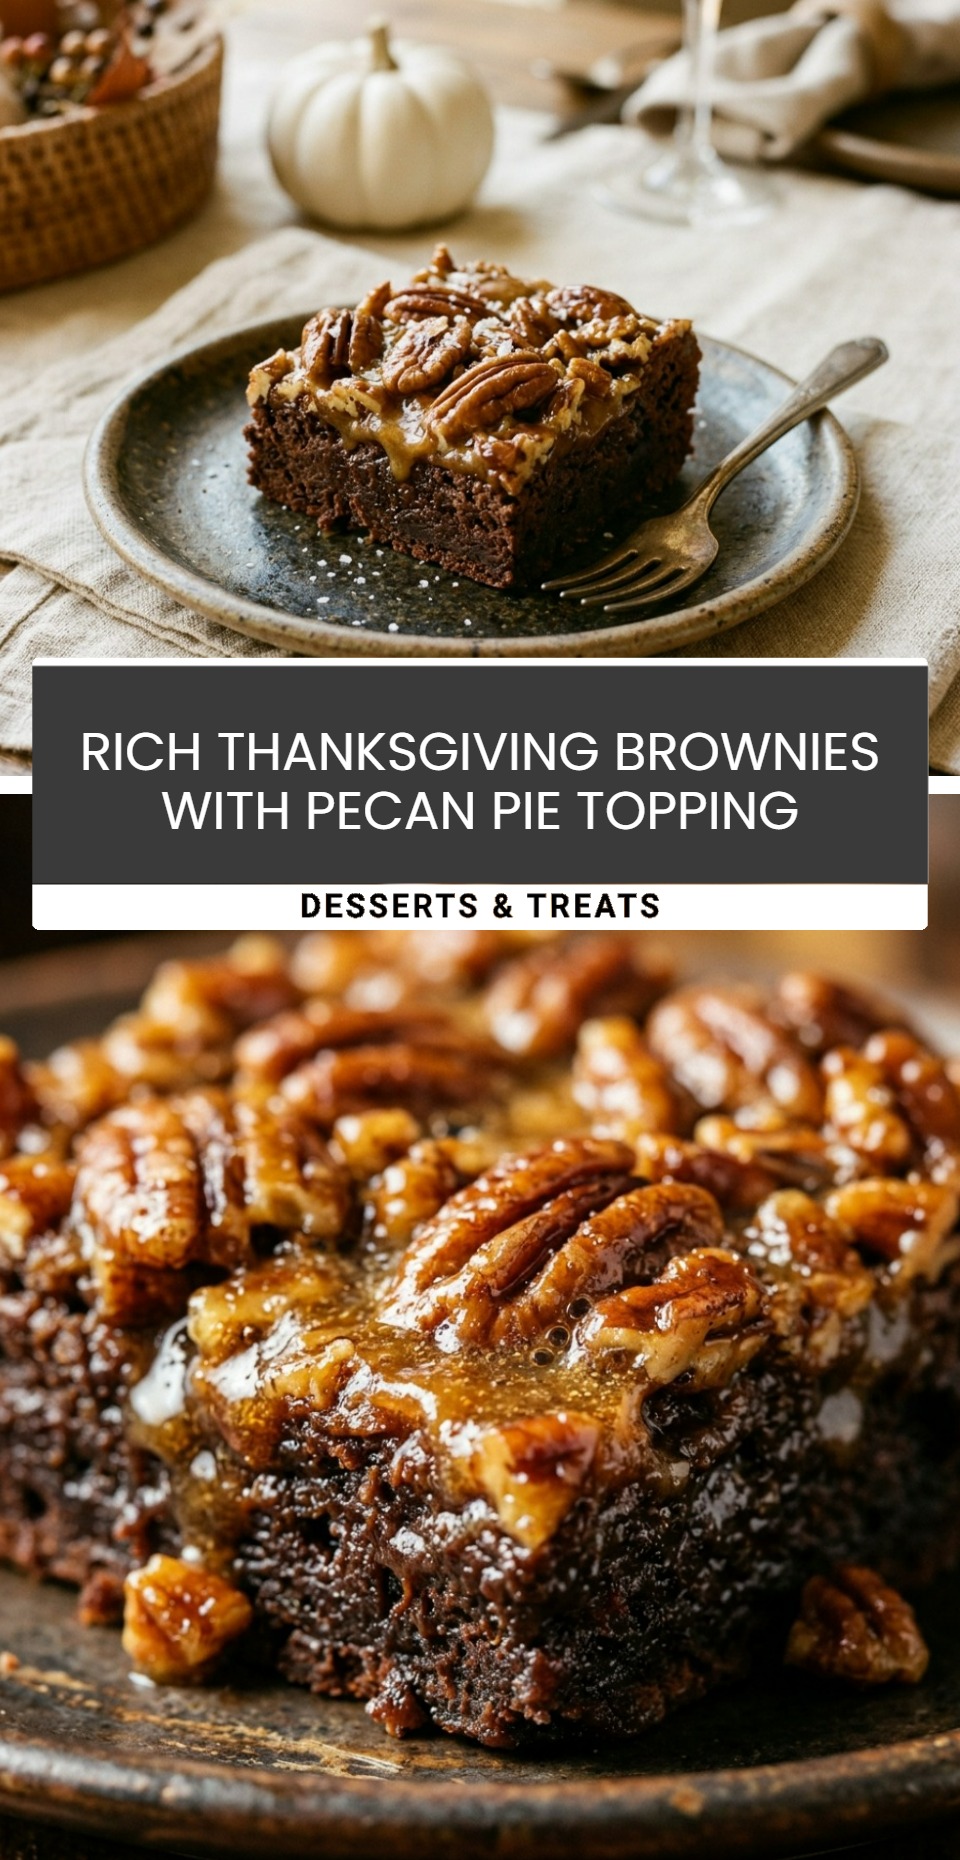 RICH THANKSGIVING BROWNIES
WITH PECAN PIE TOPPING
DESSERTS & TREATS